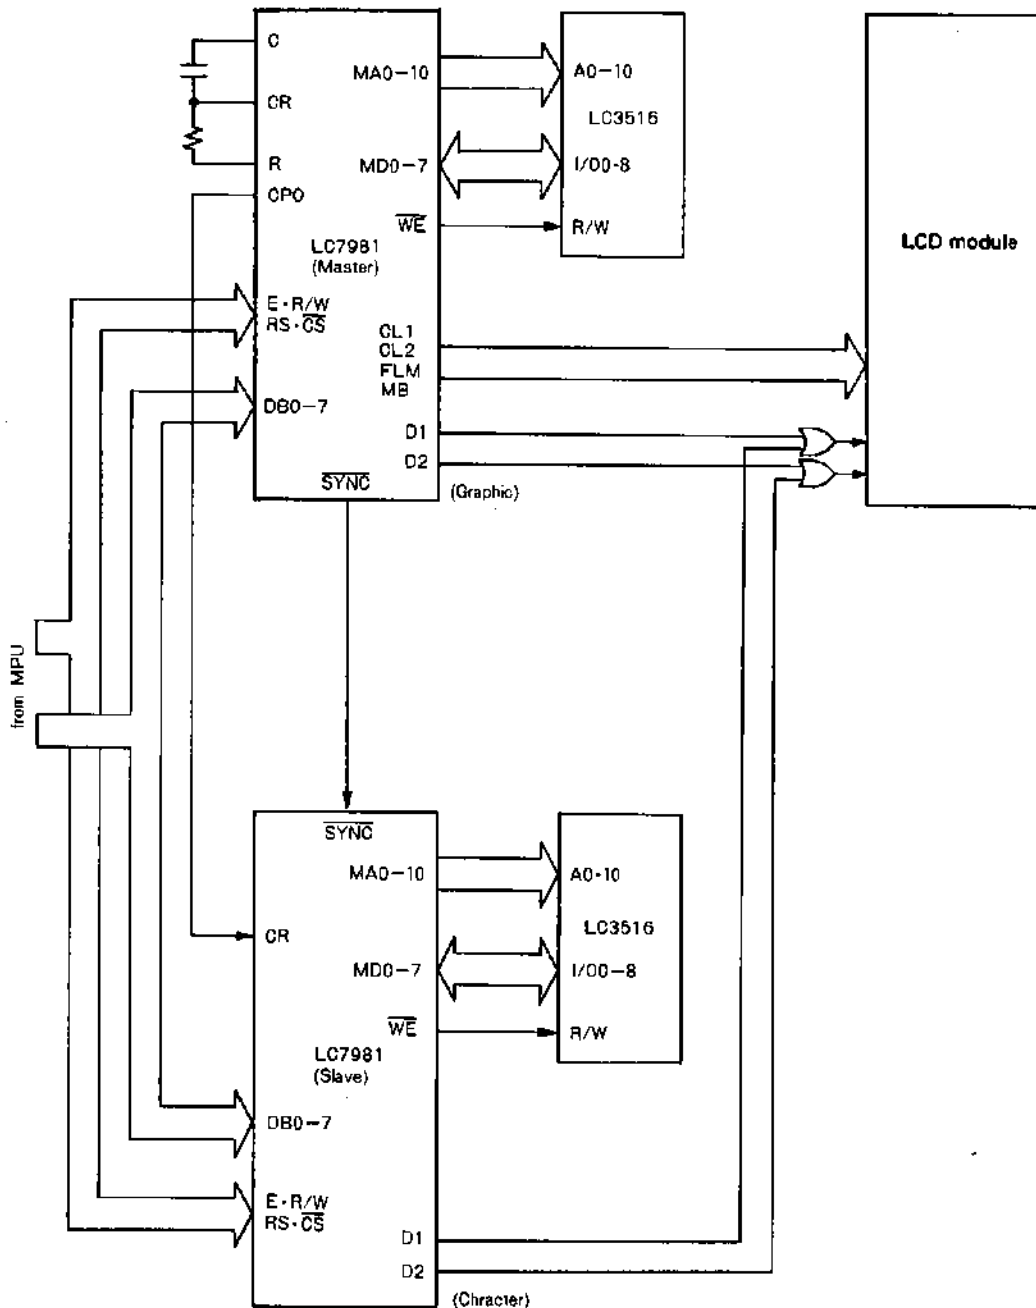 C
MA0-10
A0-10
CR
LC3516
R
MD0-7
I/O0-8
CPO
WE
R/W
LC7981
(Master)
LCD module
E·R/W
RS·CS
CL1
CL2
FLM
MB
DB0-7
D1
D2
SYNC
(Graphic)
from MPU
SYNC
MA0-10
A0-10
LC3516
CR
MD0-7
I/O0-8
WE
R/W
LC7981
(Slave)
DB0-7
E·R/W
RS·CS
D1
D2
(Chracter)